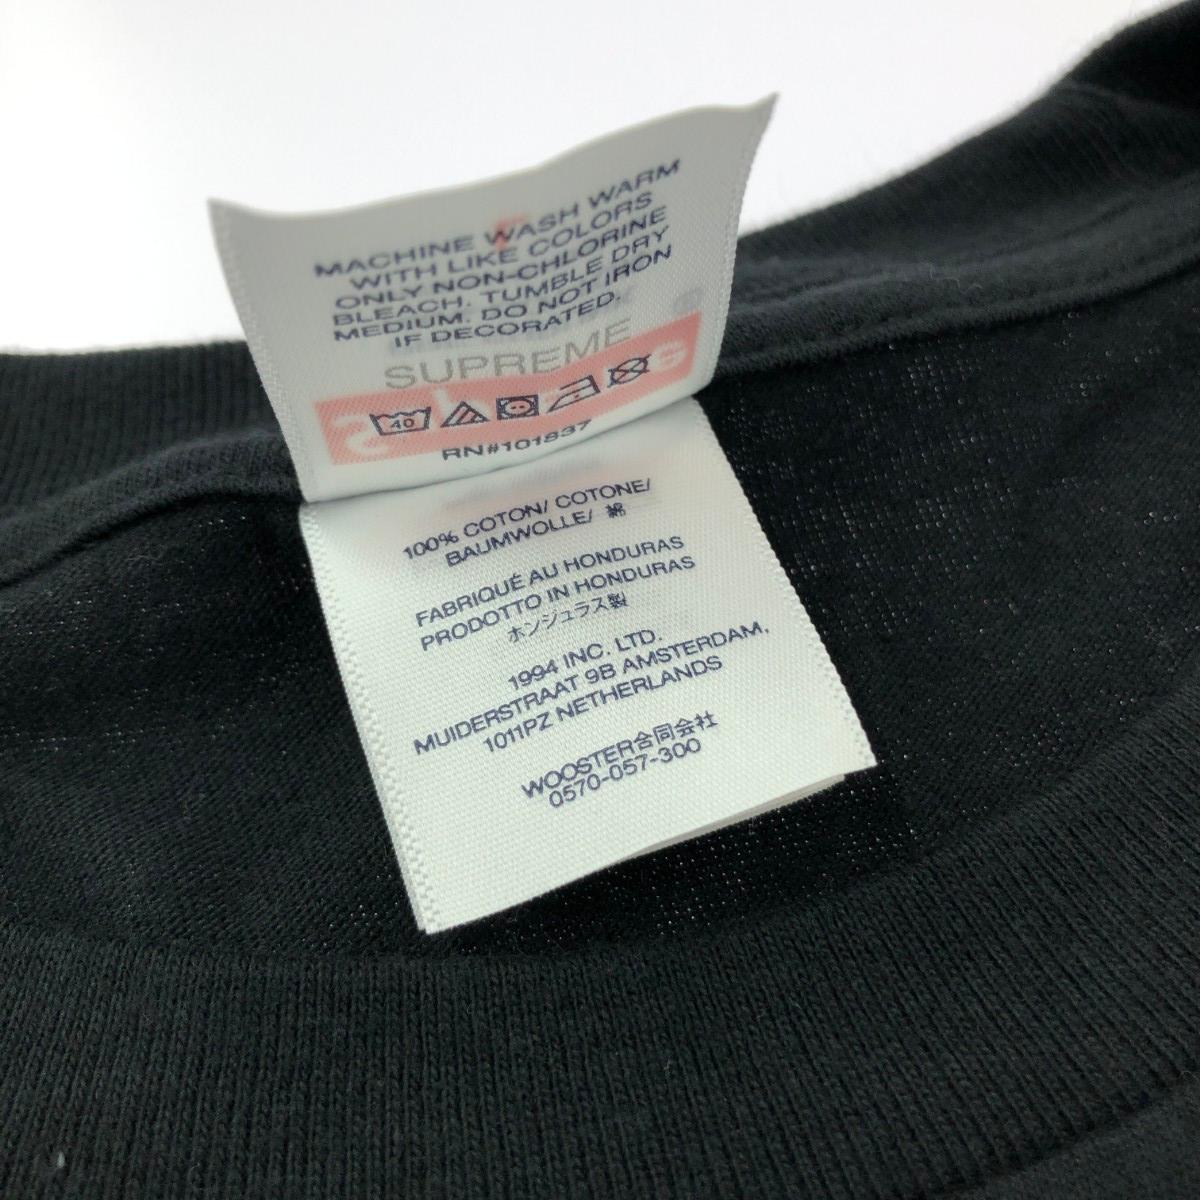 MACHINE WASH WARM
WITH LIKE COLORS
ONLY NON-CHLORINE
BLEACH. TUMBLE DRY
MEDIUM. DO NOT IRON
IF DECORATED.
SUPREME
40
RN#101837
100% COTON/ COTONE/
BAUMWOLLE/ 綿
FABRIQUÉ AU HONDURAS
PRODOTTO IN HONDURAS
ホンジュラス製
1994 INC. LTD.
MUIDERSTRAAT 9B AMSTERDAM,
1011PZ NETHERLANDS
WOOSTER合同会社
0570-057-300